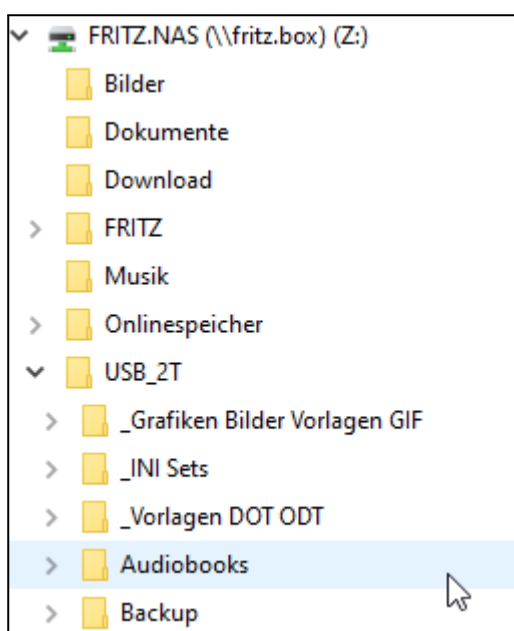 FRITZ.NAS (\\fritz.box) (Z:)
Bilder
Dokumente
Download
FRITZ
Musik
Onlinespeicher
USB_2T
_Grafiken Bilder Vorlagen GIF
_INI Sets
_Vorlagen DOT ODT
Audiobooks
Backup